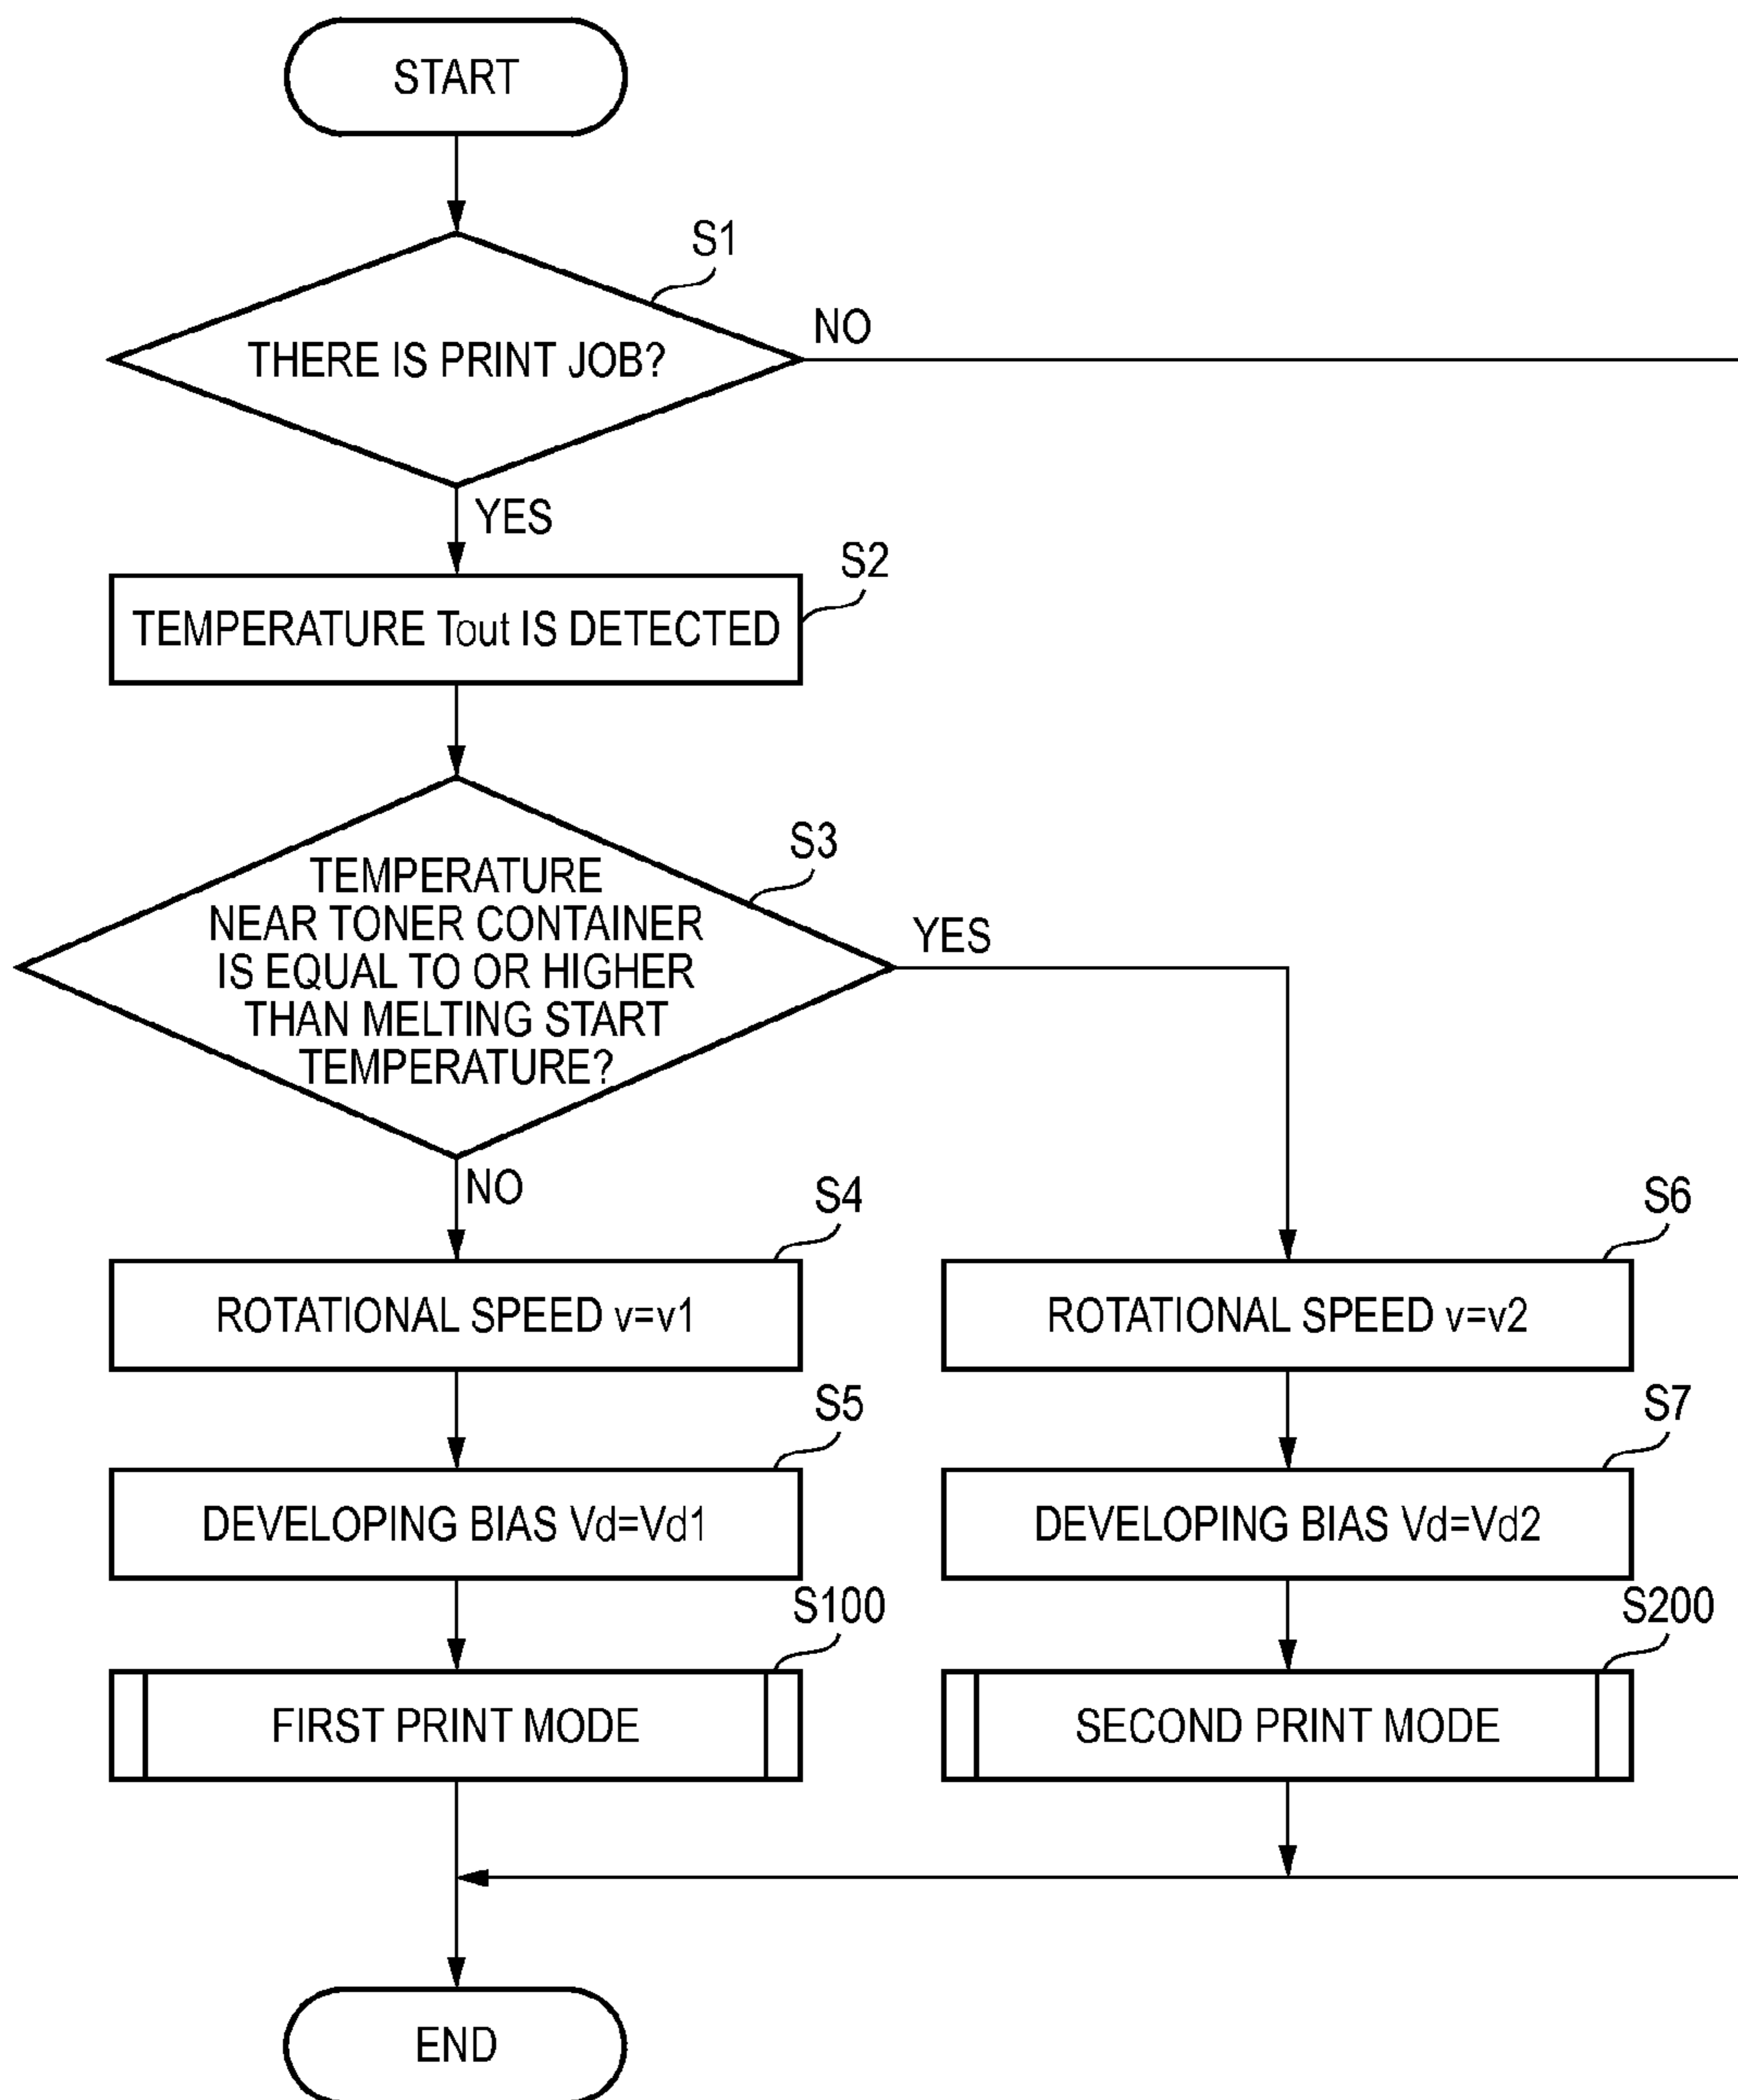 START
S1
THERE IS PRINT JOB?
NO
YES
S2
TEMPERATURE Tout IS DETECTED
S3
TEMPERATURE
NEAR TONER CONTAINER
IS EQUAL TO OR HIGHER
THAN MELTING START
TEMPERATURE?
YES
NO
S4
ROTATIONAL SPEED v=v1
S6
ROTATIONAL SPEED v=v2
S5
DEVELOPING BIAS Vd=Vd1
S7
DEVELOPING BIAS Vd=Vd2
S100
FIRST PRINT MODE
S200
SECOND PRINT MODE
END